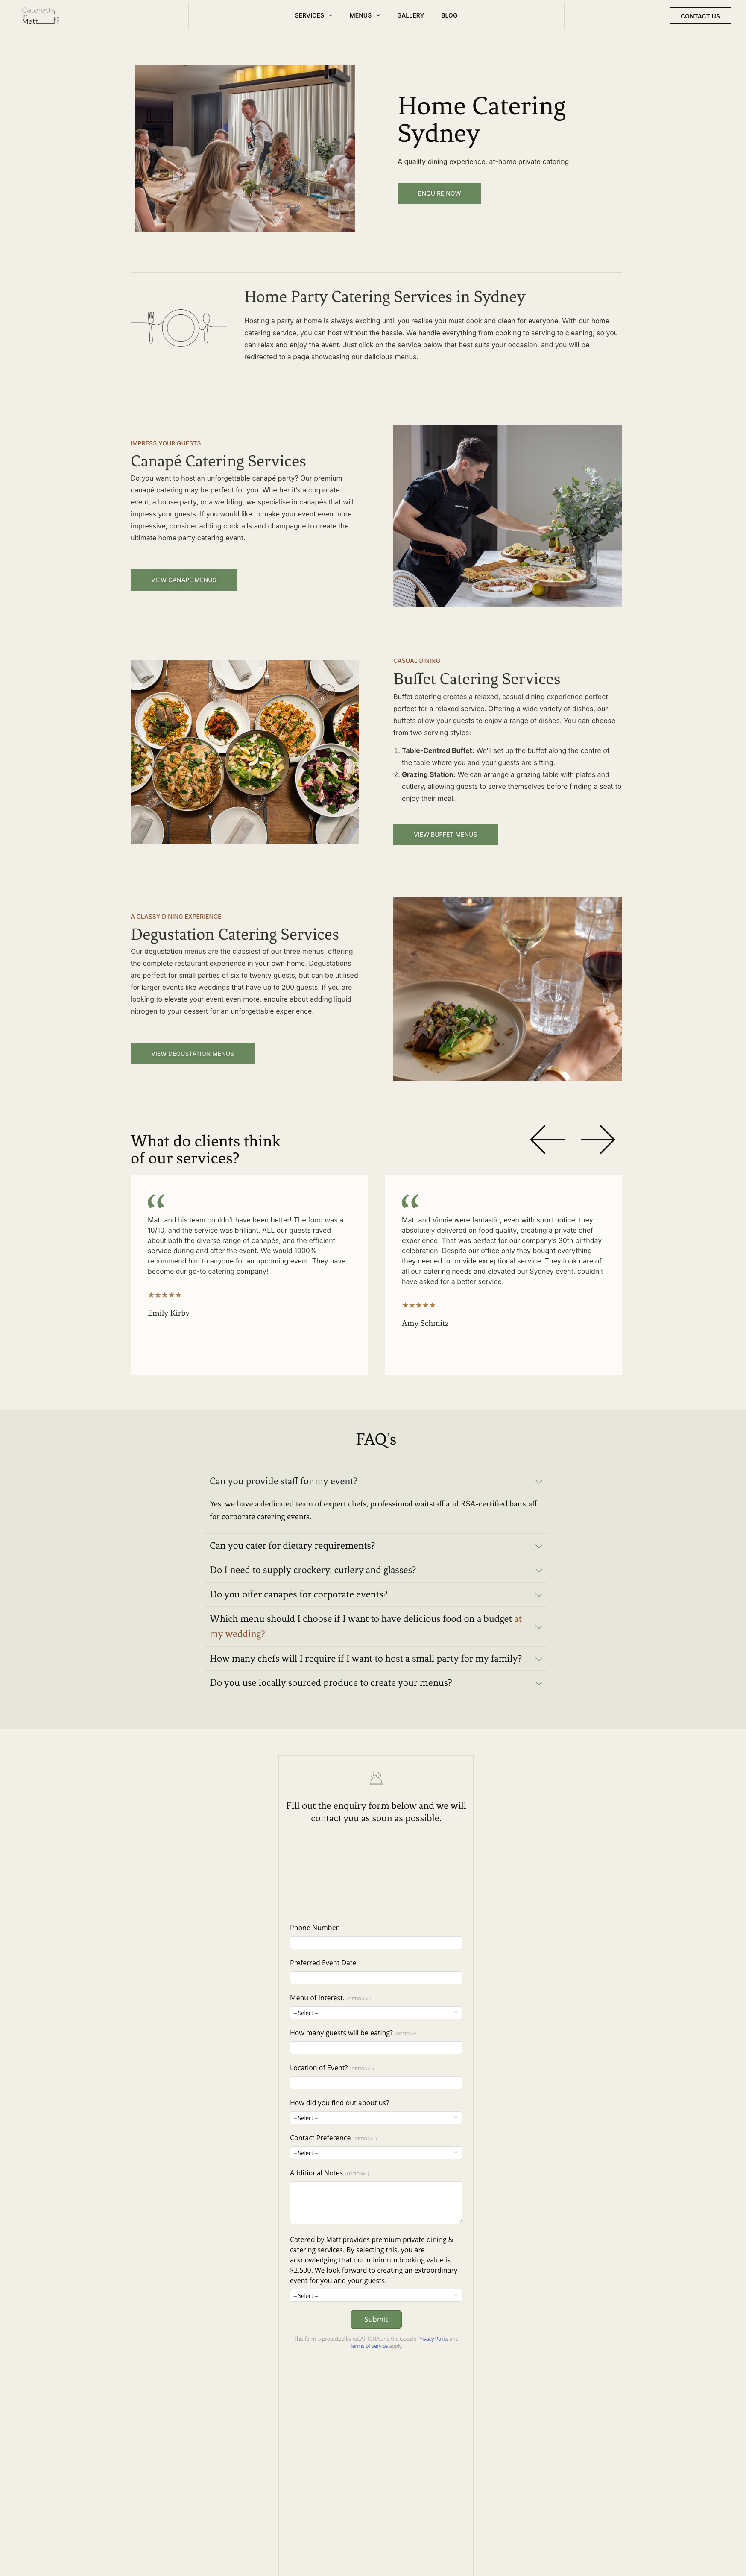 Catered
BY
Matt
SERVICES
MENUS
GALLERY
BLOG
CONTACT US
Home Catering
Sydney
A quality dining experience, at-home private catering.
ENQUIRE NOW
Home Party Catering Services in Sydney
Hosting a party at home is always exciting until you realise you must cook and clean for everyone. With our home
catering service, you can host without the hassle. We handle everything from cooking to serving to cleaning, so you
can relax and enjoy the event. Just click on the service below that best suits your occasion, and you will be
redirected to a page showcasing our delicious menus.
IMPRESS YOUR GUESTS
Canapé Catering Services
Do you want to host an unforgettable canapé party? Our premium
canapé catering may be perfect for you. Whether it's a corporate
event, a house party, or a wedding, we specialise in canapés that will
impress your guests. If you would like to make your event even more
impressive, consider adding cocktails and champagne to create the
ultimate home party catering event.
VIEW CANAPE MENUS
CASUAL DINING
Buffet Catering Services
Buffet catering creates a relaxed, casual dining experience perfect
perfect for a relaxed service. Offering a wide variety of dishes, our
buffets allow your guests to enjoy a range of dishes. You can choose
from two serving styles:
1. Table-Centred Buffet: We'll set up the buffet along the centre of
the table where you and your guests are sitting.
2. Grazing Station: We can arrange a grazing table with plates and
cutlery, allowing guests to serve themselves before finding a seat to
enjoy their meal.
VIEW BUFFET MENUS
A CLASSY DINING EXPERIENCE
Degustation Catering Services
Our degustation menus are the classiest of our three menus, offering
the complete restaurant experience in your own home. Degustations
are perfect for small parties of six to twenty guests, but can be utilised
for larger events like weddings that have up to 200 guests. If you are
looking to elevate your event even more, enquire about adding liquid
nitrogen to your dessert for an unforgettable experience.
VIEW DEGUSTATION MENUS
What do clients think
of our services?
Matt and his team couldn't have been better! The food was a
10/10, and the service was brilliant. ALL our guests raved
about both the diverse range of canapés, and the efficient
service during and after the event. We would 1000%
recommend him to anyone for an upcoming event. They have
become our go-to catering company!
★★★★★
Emily Kirby
Matt and Vinnie were fantastic, even with short notice, they
absolutely delivered on food quality, creating a private chef
experience. That was perfect for our company's 30th birthday
celebration. Despite our office only they bought everything
they needed to provide exceptional service. They took care of
all our catering needs and elevated our Sydney event. couldn't
have asked for a better service.
★★★★★
Amy Schmitz
FAQ's
Can you provide staff for my event?
Yes, we have a dedicated team of expert chefs, professional waitstaff and RSA-certified bar staff
for corporate catering events.
Can you cater for dietary requirements?
Do I need to supply crockery, cutlery and glasses?
Do you offer canapés for corporate events?
Which menu should I choose if I want to have delicious food on a budget at
my wedding?
How many chefs will I require if I want to host a small party for my family?
Do you use locally sourced produce to create your menus?
Fill out the enquiry form below and we will
contact you as soon as possible.
Phone Number
Preferred Event Date
Menu of Interest. (OPTIONAL)
-- Select --
How many guests will be eating? (OPTIONAL)
Location of Event? (OPTIONAL)
How did you find out about us?
-- Select --
Contact Preference (OPTIONAL)
-- Select --
Additional Notes (OPTIONAL)
Catered by Matt provides premium private dining &
catering services. By selecting this, you are
acknowledging that our minimum booking value is
$2,500. We look forward to creating an extraordinary
event for you and your guests.
-- Select --
Submit
This form is protected by reCAPTCHA and the Google Privacy Policy and
Terms of Service apply.